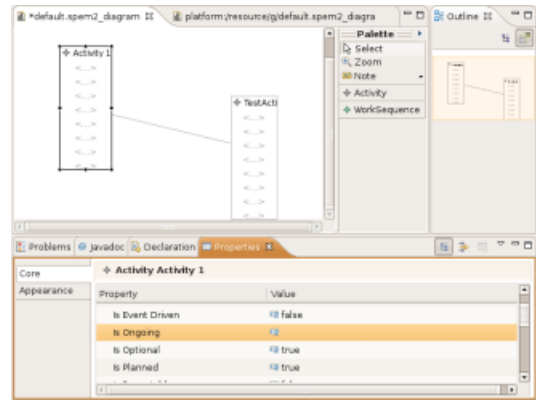 *default.spem2_diagram
platform:/resource/g/default.spem2_diagra
Outline
Palette
Select
Zoom
Note
Activity
WorkSequence
Activity 1
<...>
<...>
<...>
<...>
<...>
<...>
<...>
<...>
TestActi
<...>
<...>
<...>
<...>
<...>
<...>
<...>
<...>
Problems
Javadoc
Declaration
Properties
Core
Appearance
Activity Activity 1
Property Value
Is Event Driven false
Is Ongoing
Is Optional true
Is Planned true